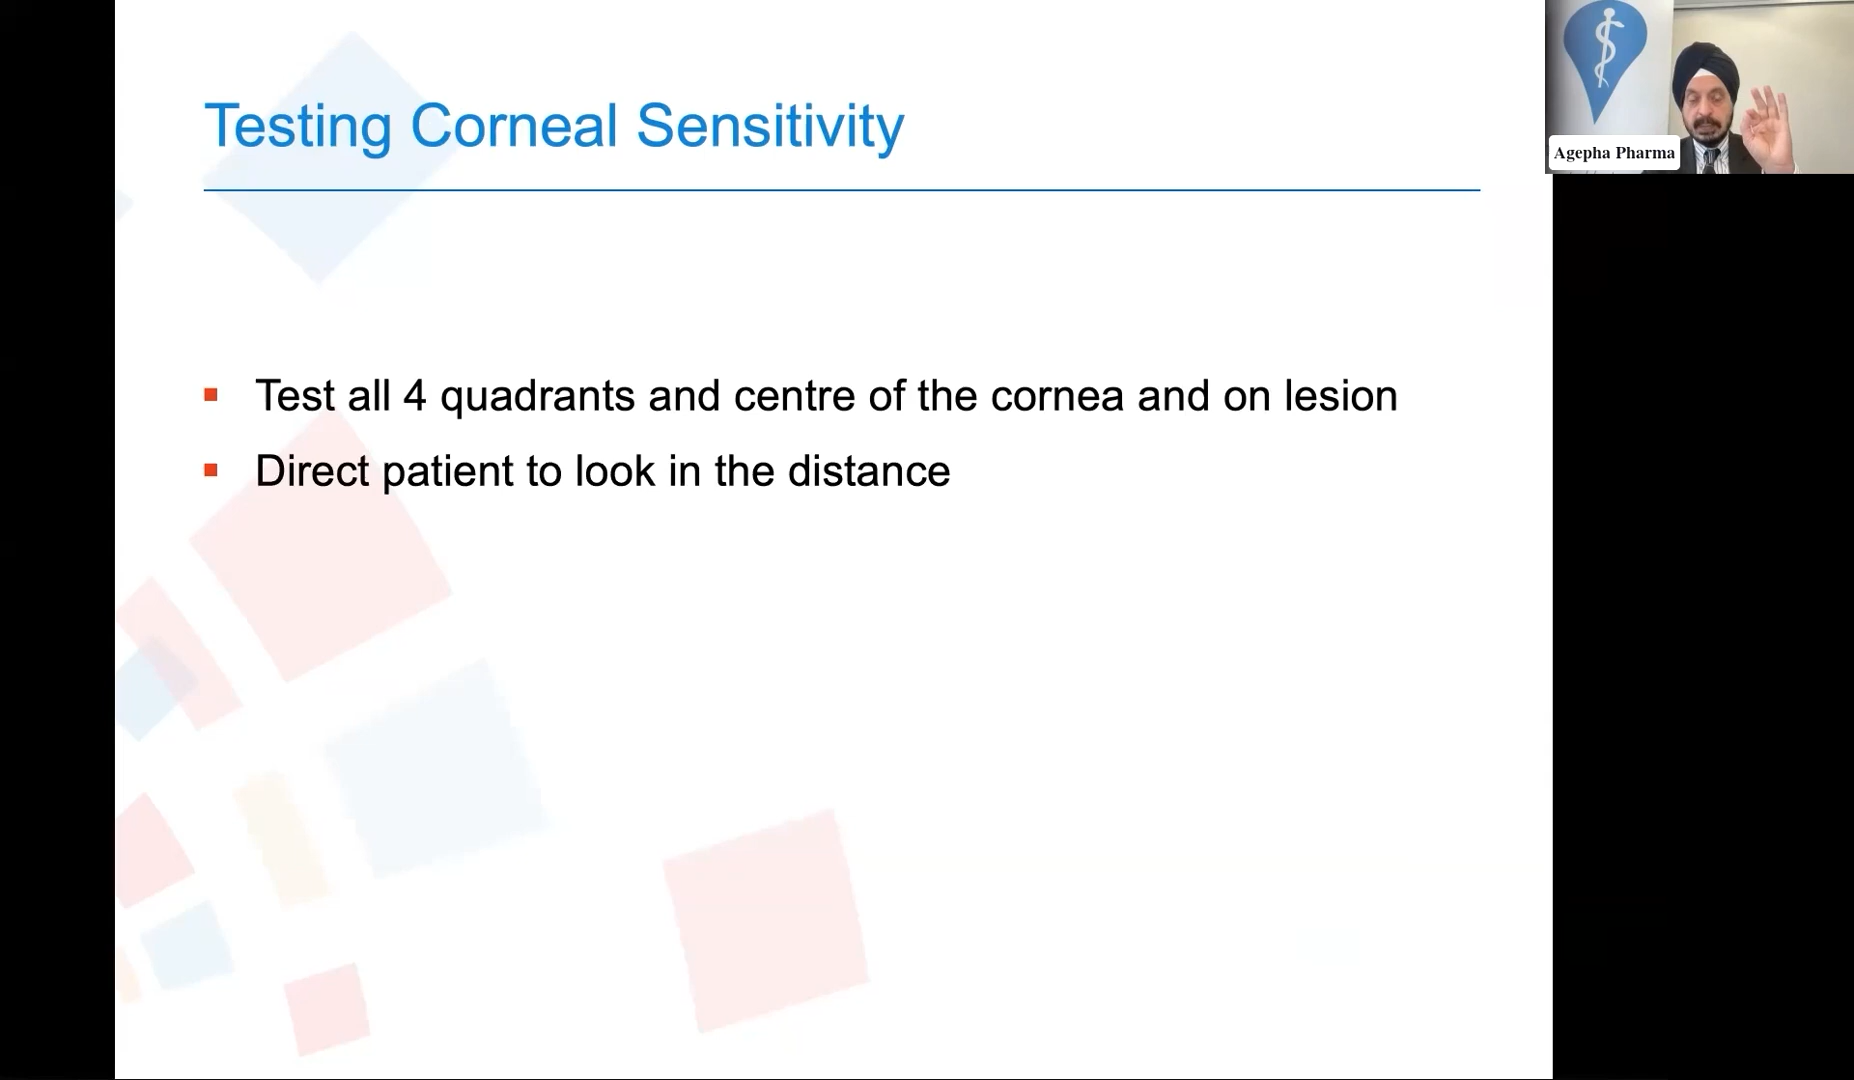 Testing Corneal Sensitivity
Agepha Pharma
Test all 4 quadrants and centre of the cornea and on lesion
Direct patient to look in the distance